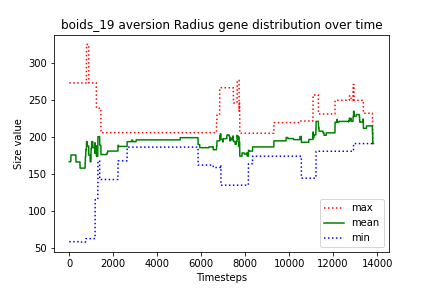 boids_19 aversion Radius gene distribution over time
Size value
300
250
200
150
100
50
0
2000
4000
6000
8000
10000
12000
14000
Timesteps
max
mean
min